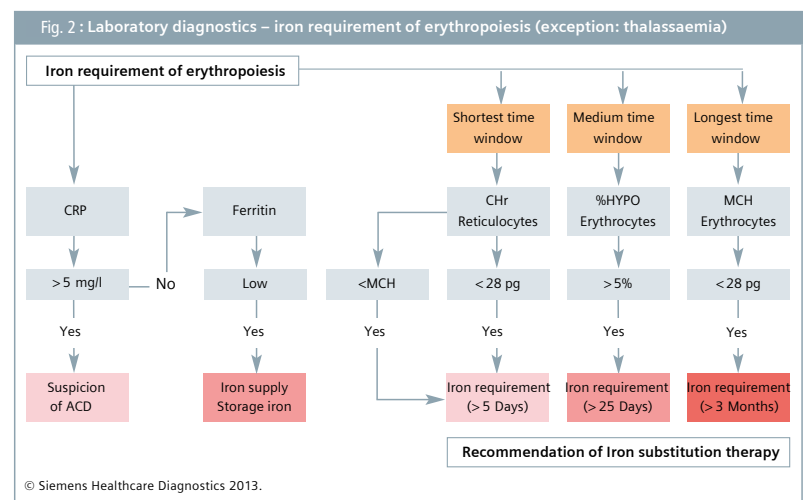 Fig. 2 : Laboratory diagnostics – iron requirement of erythropoiesis (exception: thalassaemia)
Iron requirement of erythropoiesis
Shortest time
window
Medium time
window
Longest time
window
CRP
Ferritin
CHr
Reticulocytes
%HYPO
Erythrocytes
MCH
Erythrocytes
>5 mg/l
No
Low
<MCH
<28 pg
>5%
<28 pg
Yes
Yes
Yes
Yes
Yes
Yes
Suspicion
of ACD
Iron supply
Storage iron
Iron requirement
(>5 Days)
Iron requirement
(>25 Days)
Iron requirement
(>3 Months)
Recommendation of Iron substitution therapy
© Siemens Healthcare Diagnostics 2013.